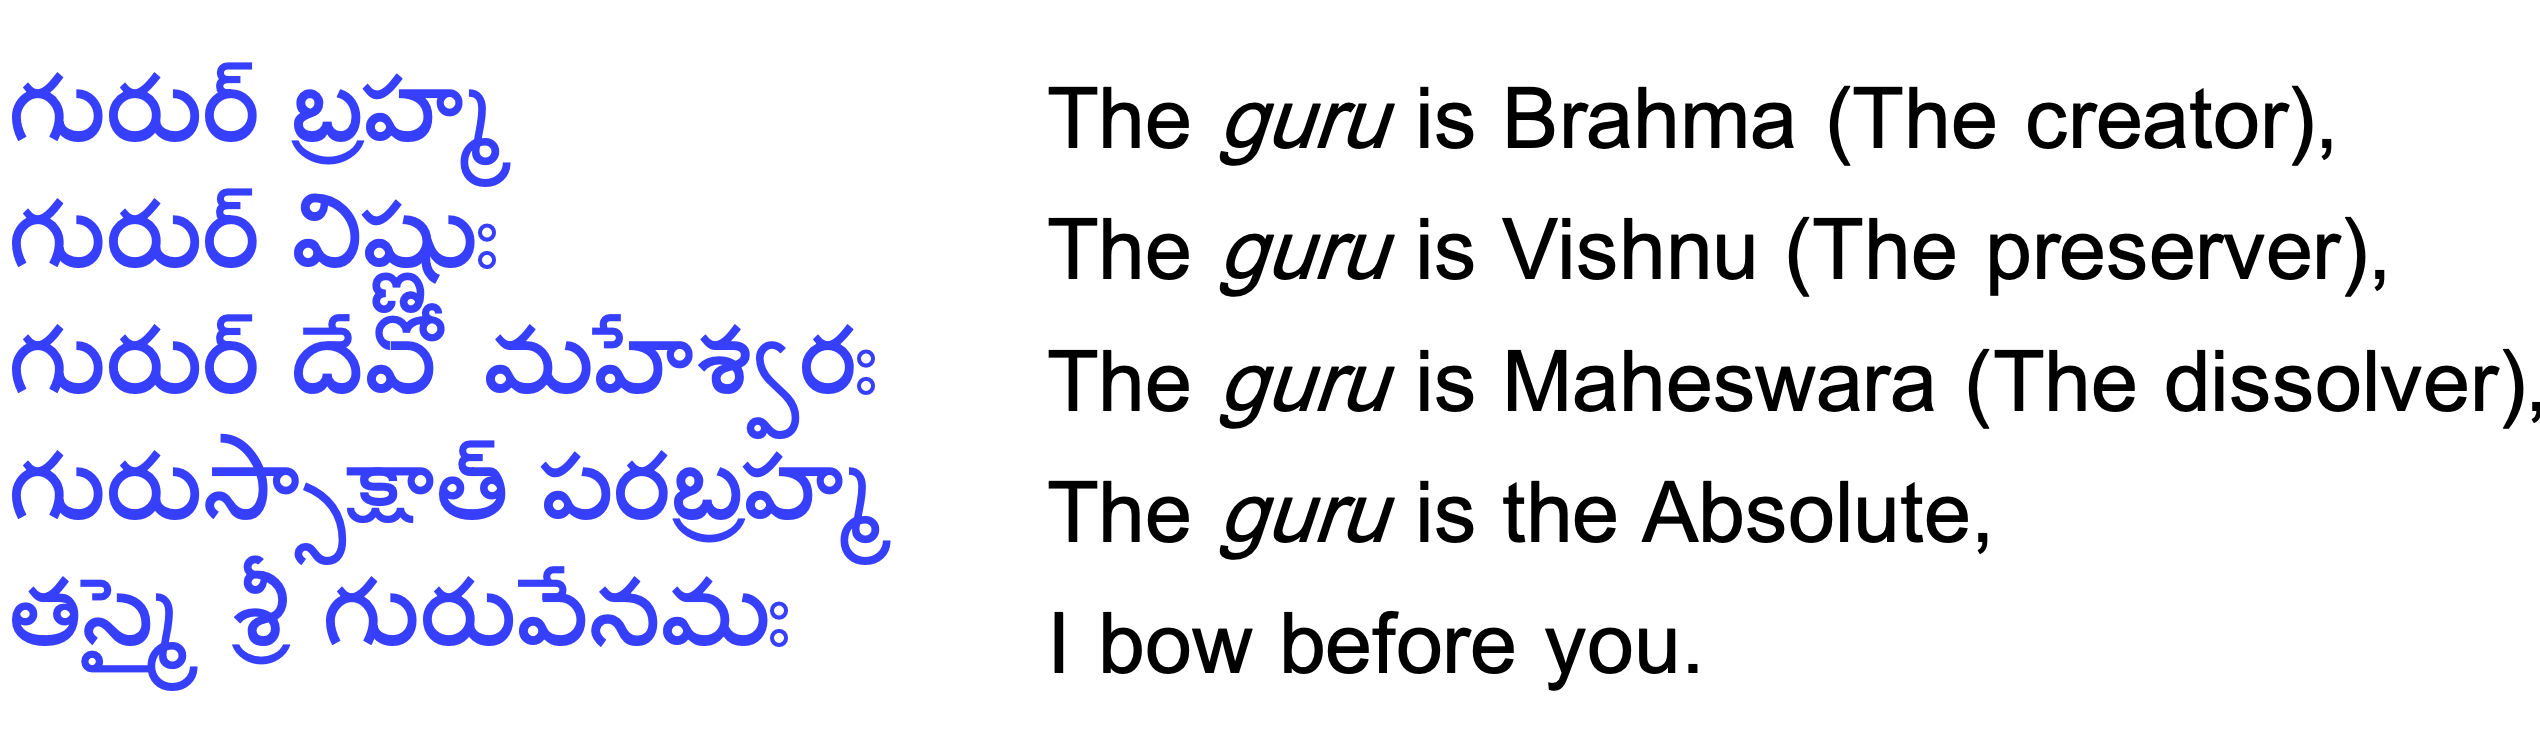 గురుర్ బ్రహ్మ
గురుర్ విష్ణుః
గురుర్ దేవో మహేశ్వరః
గురుస్సాక్షాత్ పరబ్రహ్మ
తస్మై శ్రీ గురువేనమః
The guru is Brahma (The creator),
The guru is Vishnu (The preserver),
The guru is Maheswara (The dissolver),
The guru is the Absolute,
I bow before you.